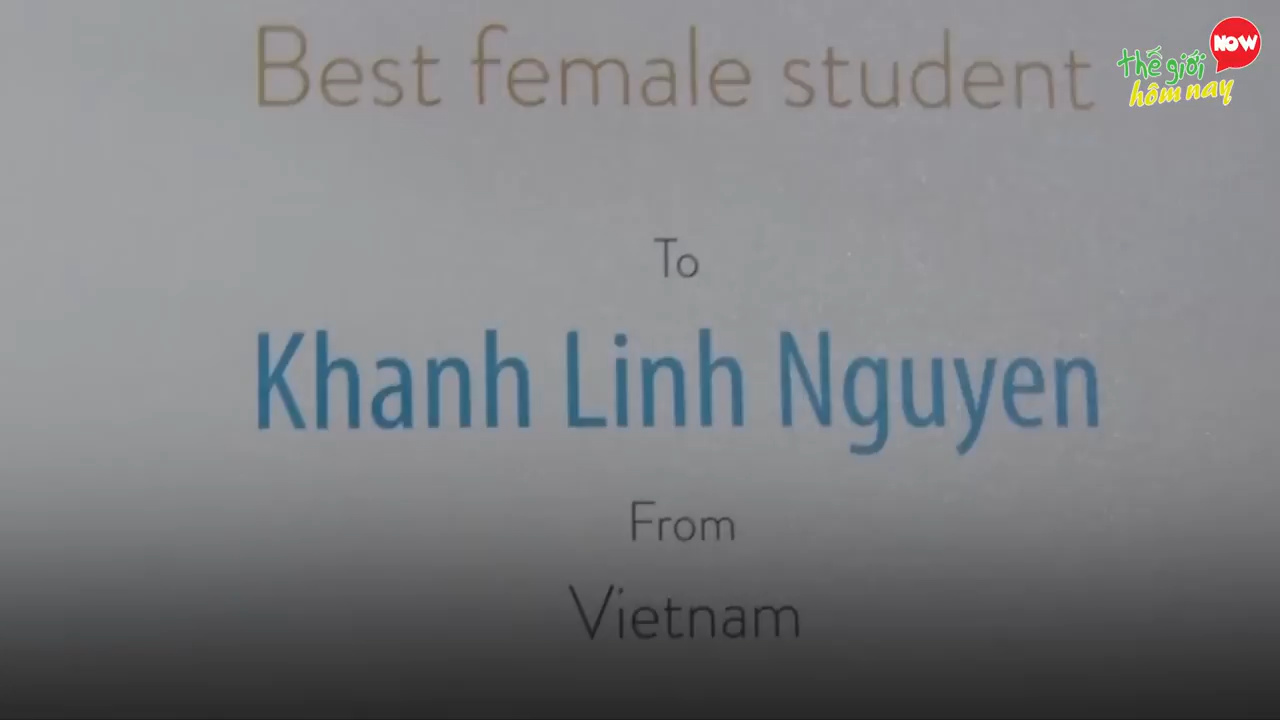 Best female student
NOW
thế giới
hôm nay
To
Khanh Linh Nguyen
From
Vietnam